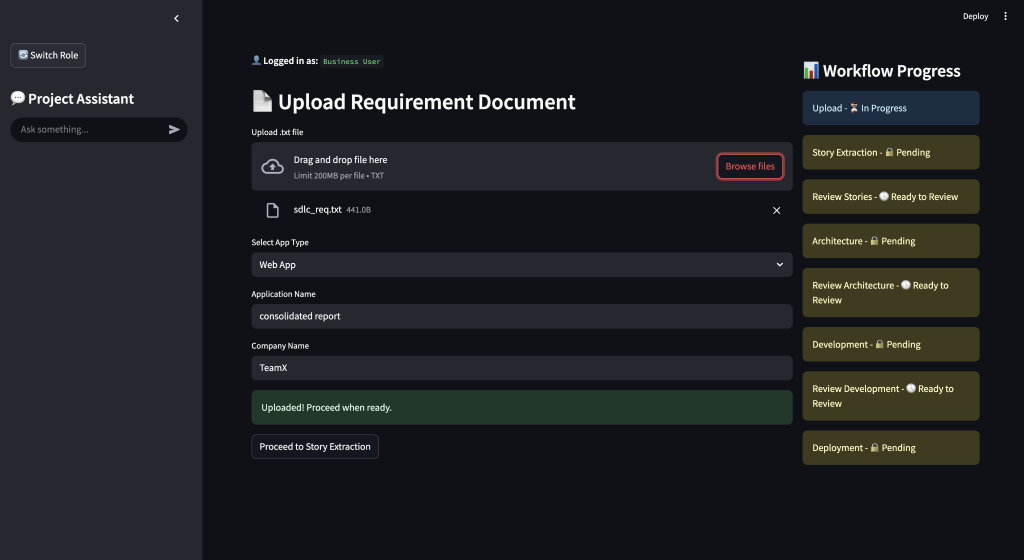 Deploy
Switch Role
Project Assistant
Ask something...
Logged in as: Business User
Upload Requirement Document
Upload .txt file
Drag and drop file here
Limit 200MB per file • TXT
Browse files
sdlc_req.txt 441.0B
Select App Type
Web App
Application Name
consolidated report
Company Name
TeamX
Uploaded! Proceed when ready.
Proceed to Story Extraction
Workflow Progress
Upload - ⏳ In Progress
Story Extraction - 🔒 Pending
Review Stories - 🕓 Ready to Review
Architecture - 🔒 Pending
Review Architecture - 🕓 Ready to
Review
Development - 🔒 Pending
Review Development - 🕓 Ready to
Review
Deployment - 🔒 Pending